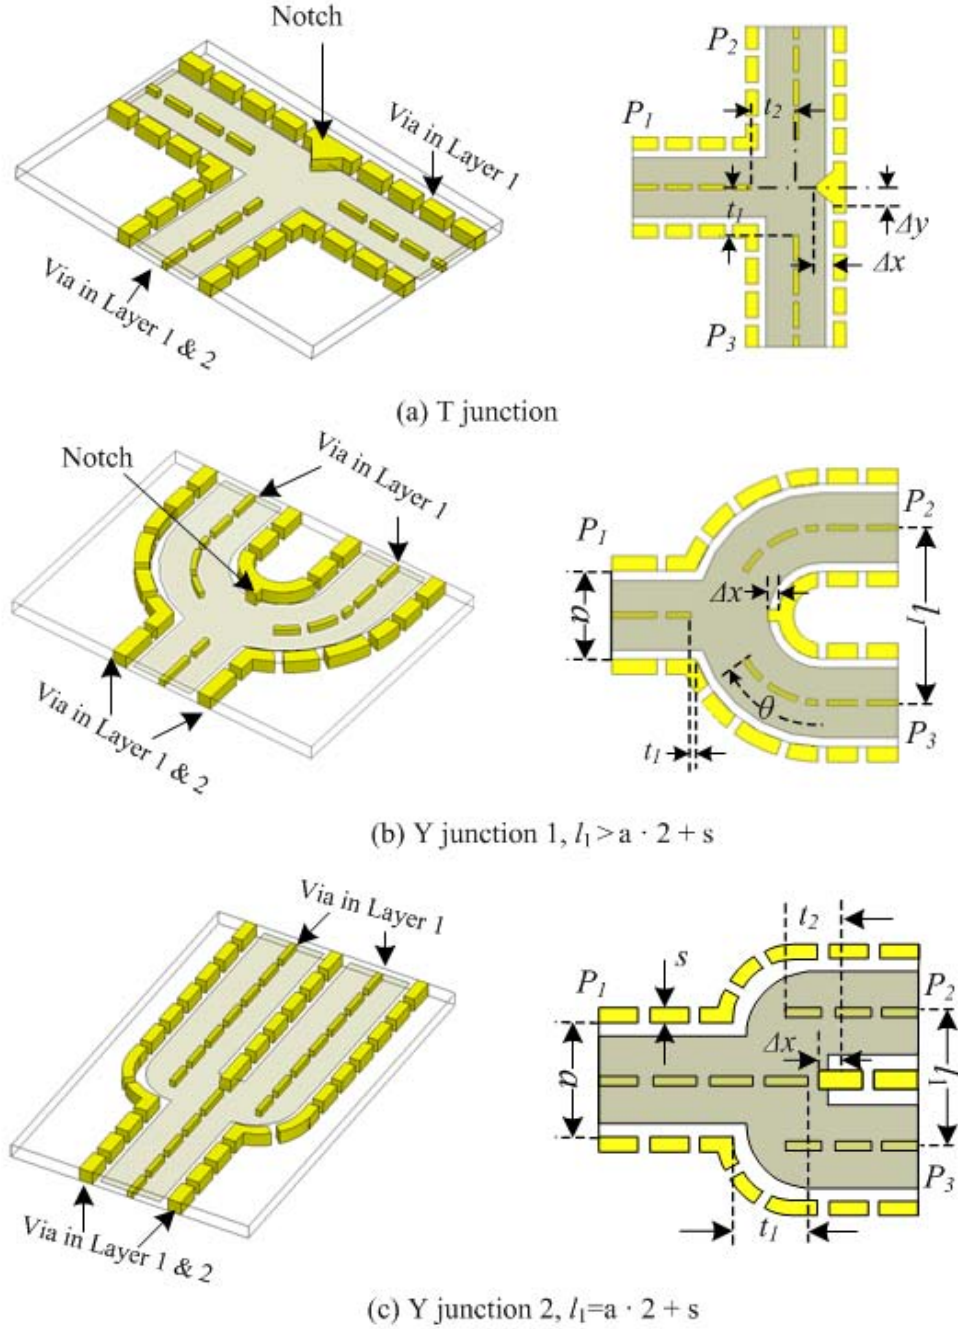 Notch
Via in Layer 1
Via in Layer 1 & 2
P2
t2
P1
t1
Δy
Δx
P3
(a) T junction
Notch
Via in Layer 1
Via in Layer 1 & 2
P1
P2
Δx
a
l1
θ
t1
P3
(b) Y junction 1, l1 > a · 2 + s
Via in Layer 1
Via in Layer 1 & 2
t2
s
P1
P2
Δx
a
l1
P3
t1
(c) Y junction 2, l1=a · 2 + s